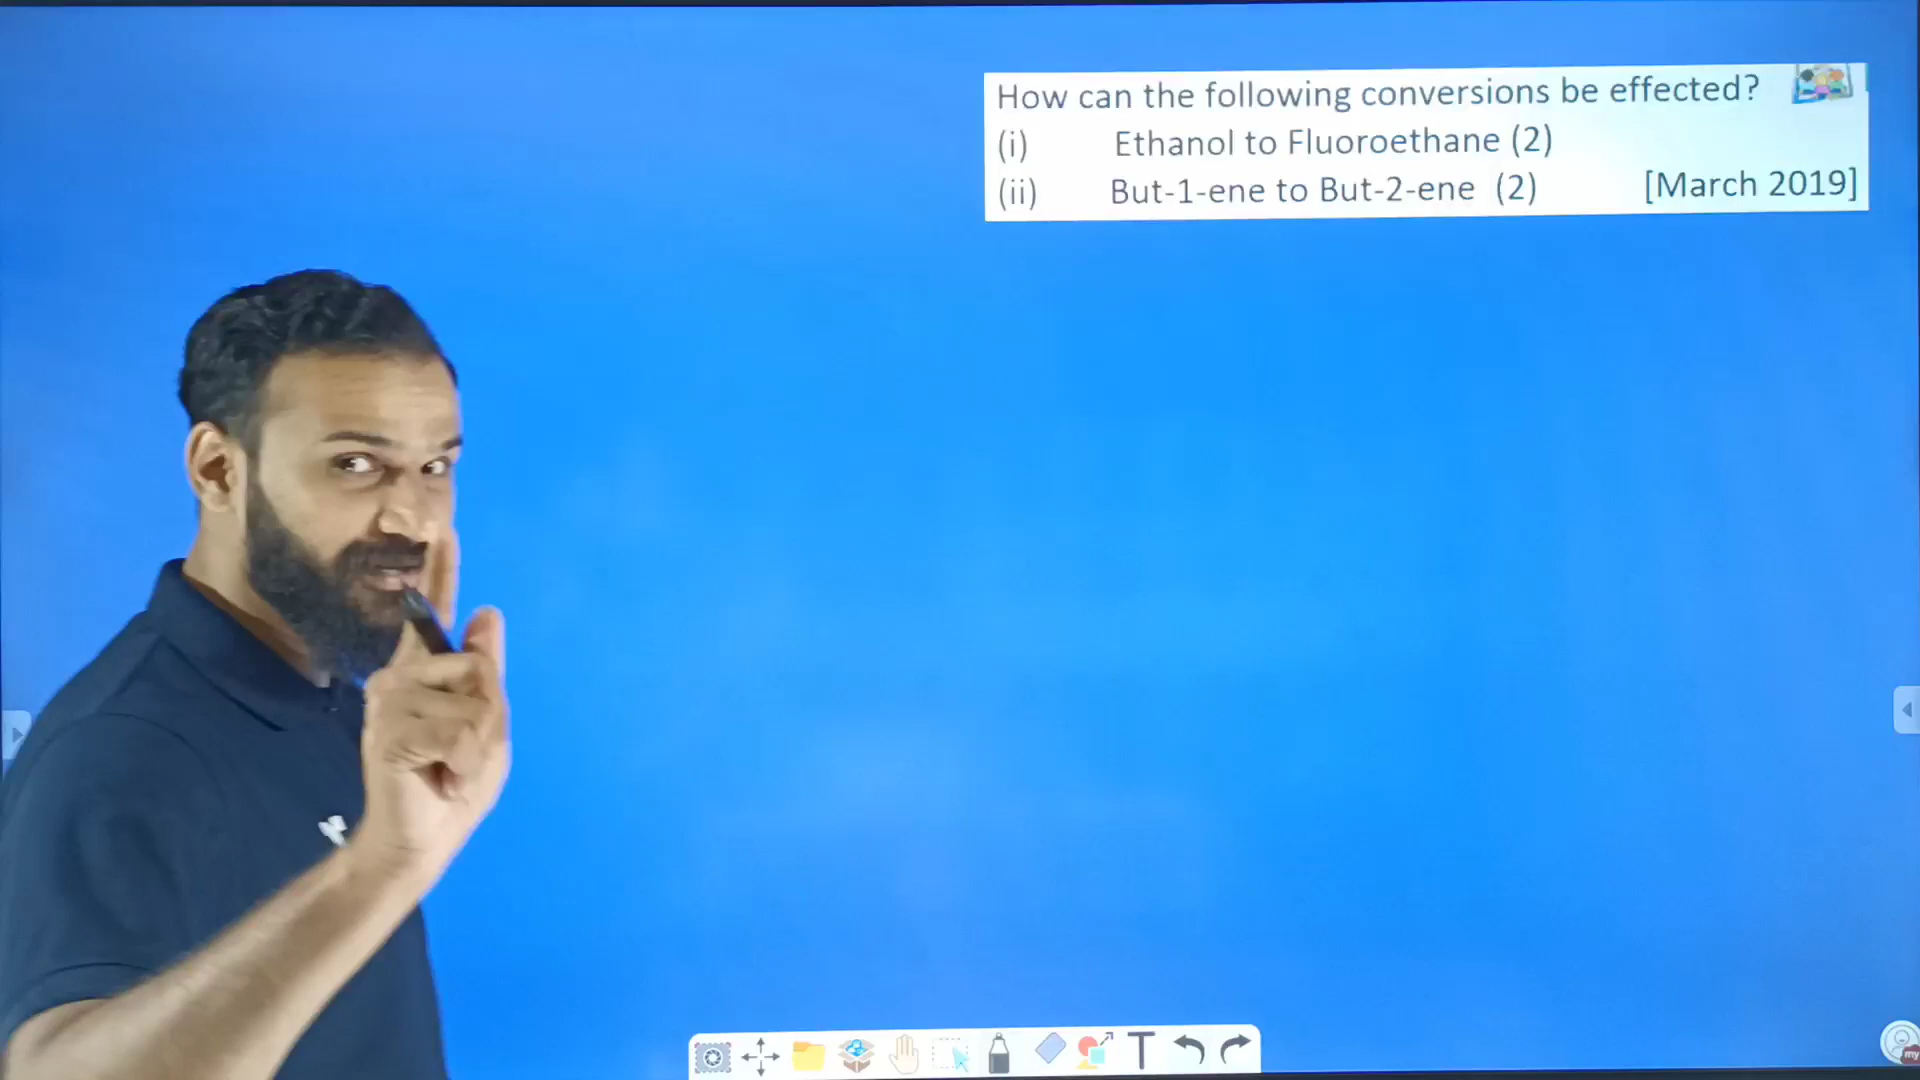 How can the following conversions be effected?
(i) Ethanol to Fluoroethane (2)
(ii) But-1-ene to But-2-ene (2) [March 2019]
T
my